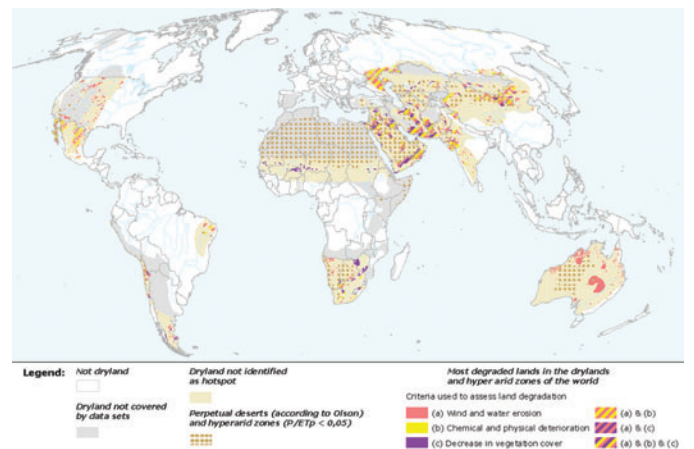 Legend:
Not dryland
Dryland not covered
by data sets
Dryland not identified
as hotspot
Perpetual deserts (according to Olson)
and hyperarid zones (P/ETp < 0,05)
Most degraded lands in the drylands
and hyper arid zones of the world
Criteria used to assess land degradation
(a) Wind and water erosion
(b) Chemical and physical deterioration
(c) Decrease in vegetation cover
(a) & (b)
(a) & (c)
(a) & (b) & (c)